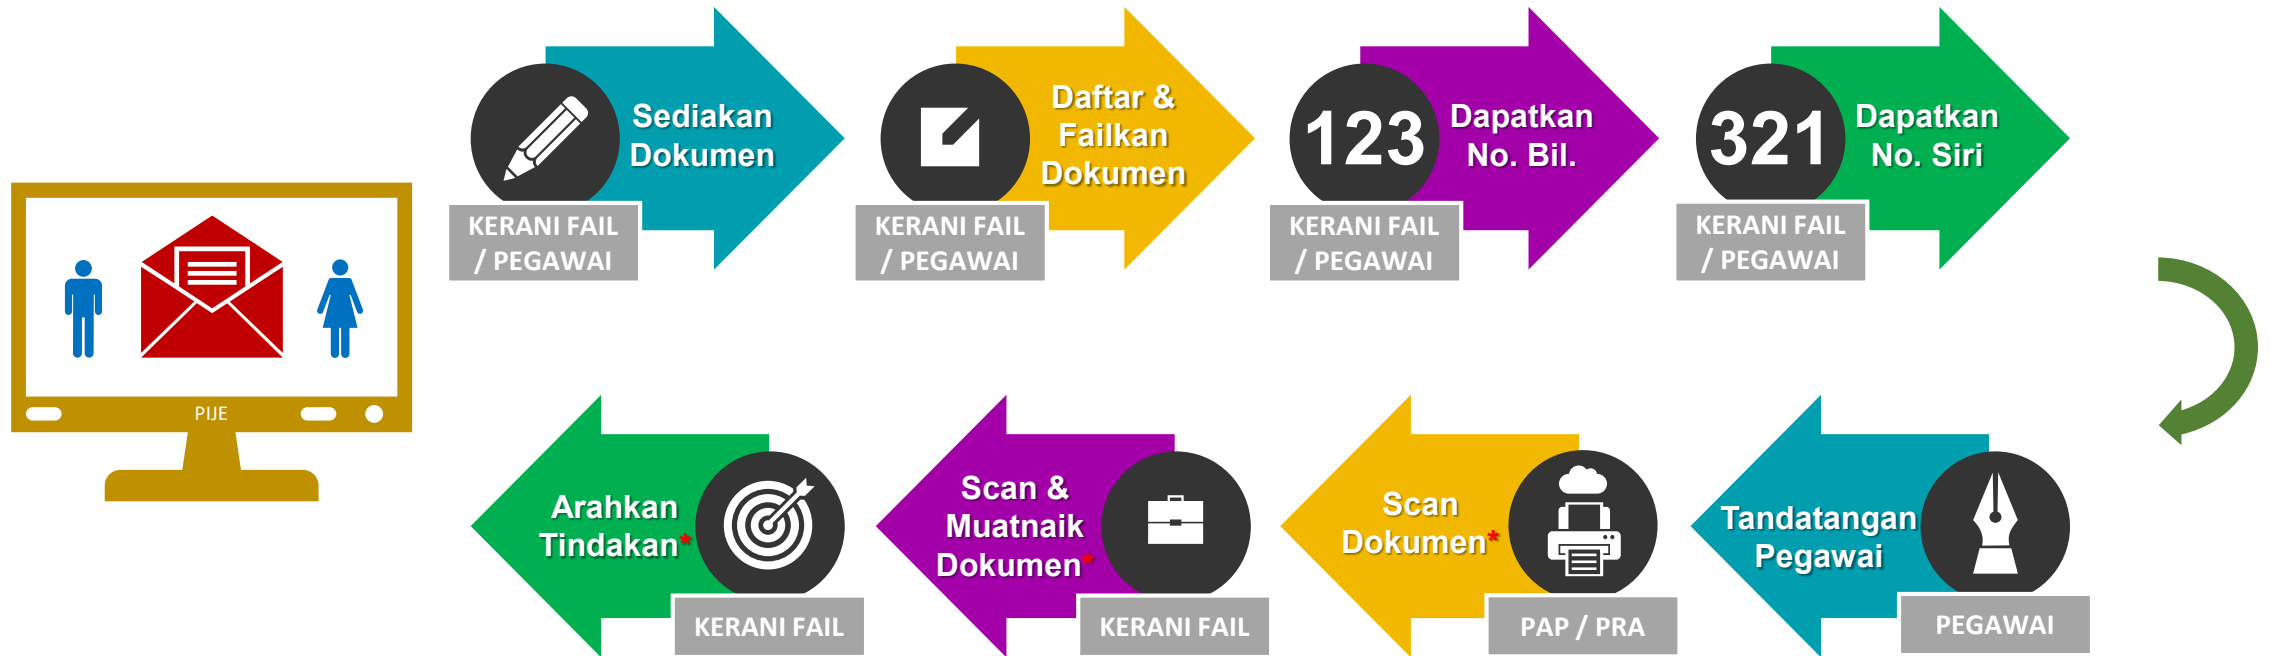 Sediakan
Dokumen
KERANI FAIL
/ PEGAWAI
Daftar &
Failkan
Dokumen
KERANI FAIL
/ PEGAWAI
123
Dapatkan
No. Bil.
KERANI FAIL
/ PEGAWAI
321
Dapatkan
No. Siri
KERANI FAIL
/ PEGAWAI
PIJE
Tandatangan
Pegawai
PEGAWAI
Scan
Dokumen*
PAP / PRA
Scan &
Muatnaik
Dokumen*
KERANI FAIL
Arahkan
Tindakan*
KERANI FAIL